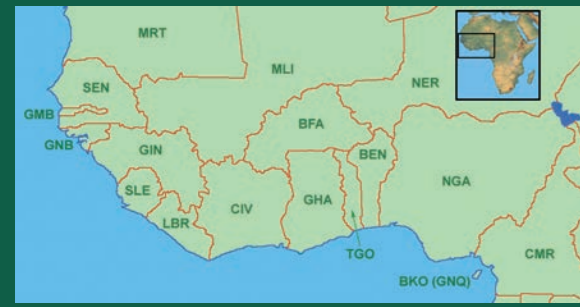 MRT
MLI
NER
SEN
GMB
BFA
GNB
GIN
BEN
NGA
SLE
CIV
GHA
LBR
TGO
CMR
BKO (GNQ)